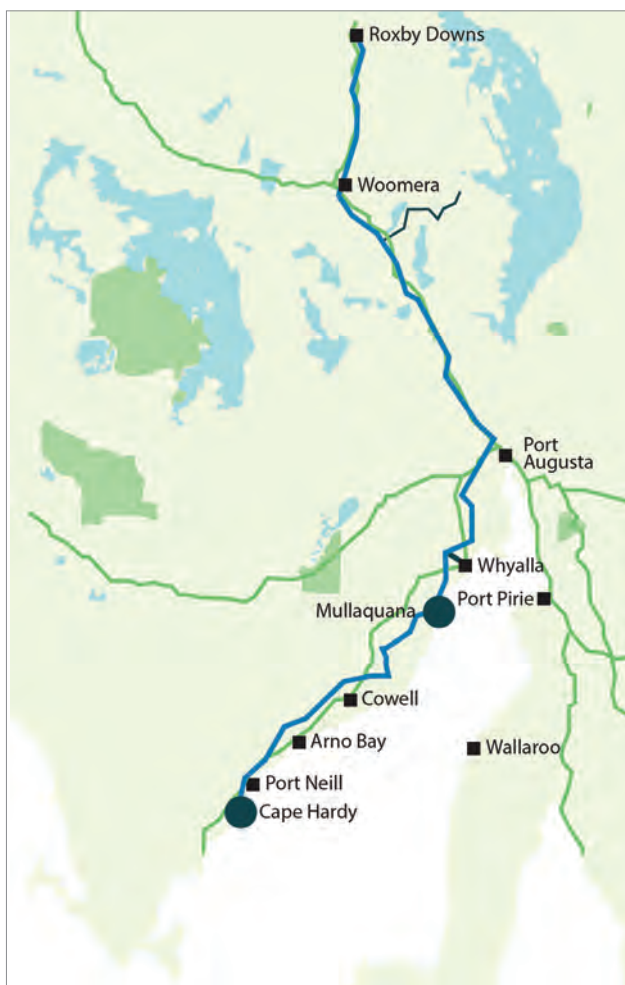 Roxby Downs
Woomera
Port
Augusta
Whyalla
Mullaquana
Port Pirie
Cowell
Arno Bay
Wallaroo
Port Neill
Cape Hardy